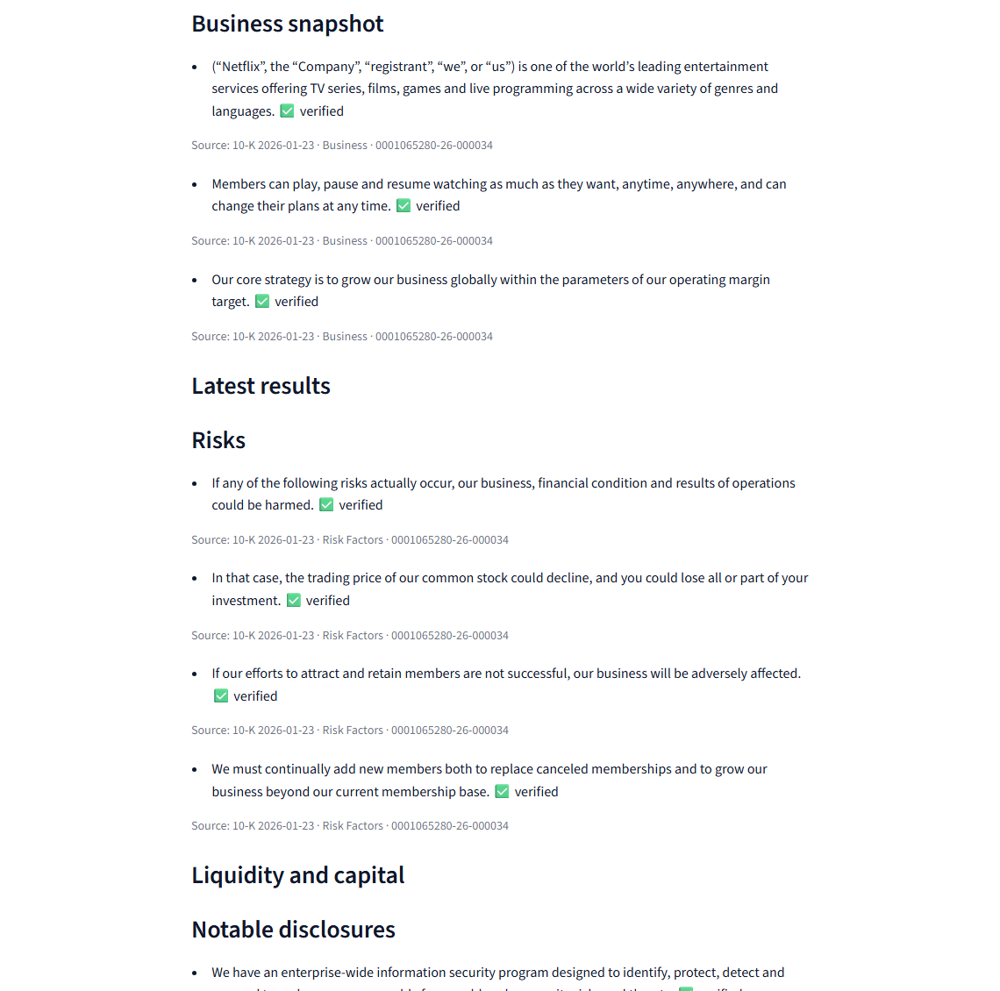 Business snapshot
• (“Netflix”, the “Company”, “registrant”, “we”, or “us”) is one of the world’s leading entertainment
services offering TV series, films, games and live programming across a wide variety of genres and
languages. ✅ verified
Source: 10-K 2026-01-23 · Business · 0001065280-26-000034
• Members can play, pause and resume watching as much as they want, anytime, anywhere, and can
change their plans at any time. ✅ verified
Source: 10-K 2026-01-23 · Business · 0001065280-26-000034
• Our core strategy is to grow our business globally within the parameters of our operating margin
target. ✅ verified
Source: 10-K 2026-01-23 · Business · 0001065280-26-000034
Latest results
Risks
• If any of the following risks actually occur, our business, financial condition and results of operations
could be harmed. ✅ verified
Source: 10-K 2026-01-23 · Risk Factors · 0001065280-26-000034
• In that case, the trading price of our common stock could decline, and you could lose all or part of your
investment. ✅ verified
Source: 10-K 2026-01-23 · Risk Factors · 0001065280-26-000034
• If our efforts to attract and retain members are not successful, our business will be adversely affected.
✅ verified
Source: 10-K 2026-01-23 · Risk Factors · 0001065280-26-000034
• We must continually add new members both to replace canceled memberships and to grow our
business beyond our current membership base. ✅ verified
Source: 10-K 2026-01-23 · Risk Factors · 0001065280-26-000034
Liquidity and capital
Notable disclosures
• We have an enterprise-wide information security program designed to identify, protect, detect and